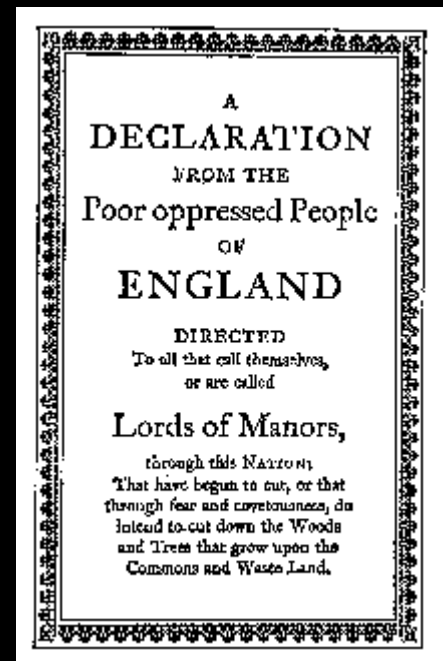 A
DECLARATION
FROM THE
Poor oppressed People
OF
ENGLAND
DIRECTED
To all that call themselves,
or are called
Lords of Manors,
through this NATION;
That have begun to cut, or that
through fear and covetousness, do
intend to cut down the Woods
and Trees that grow upon the
Commons and Waste Land.